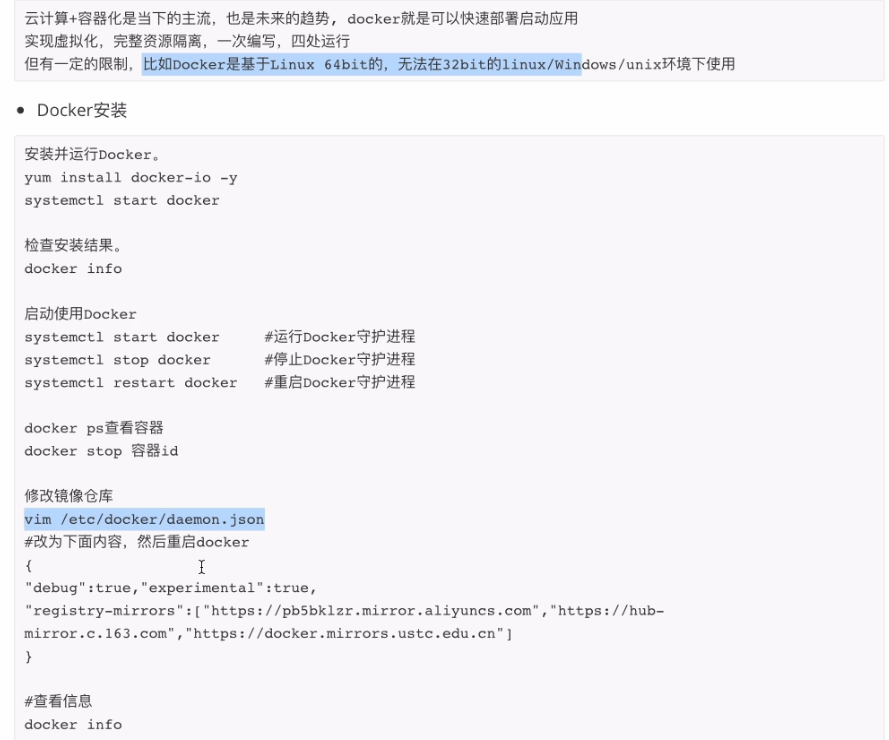 云计算+容器化是当下的主流，也是未来的趋势, docker就是可以快速部署启动应用
实现虚拟化，完整资源隔离，一次编写，四处运行
但有一定的限制，比如Docker是基于Linux 64bit的，无法在32bit的linux/Windows/unix环境下使用
• Docker安装
安装并运行Docker。
yum install docker-io -y
systemctl start docker
检查安装结果。
docker info
启动使用Docker
systemctl start docker     #运行Docker守护进程
systemctl stop docker      #停止Docker守护进程
systemctl restart docker   #重启Docker守护进程
docker ps查看容器
docker stop 容器id
修改镜像仓库
vim /etc/docker/daemon.json
#改为下面内容，然后重启docker
{
"debug":true,"experimental":true,
"registry-mirrors":["https://pb5bklzr.mirror.aliyuncs.com","https://hub-
mirror.c.163.com","https://docker.mirrors.ustc.edu.cn"]
}
#查看信息
docker info